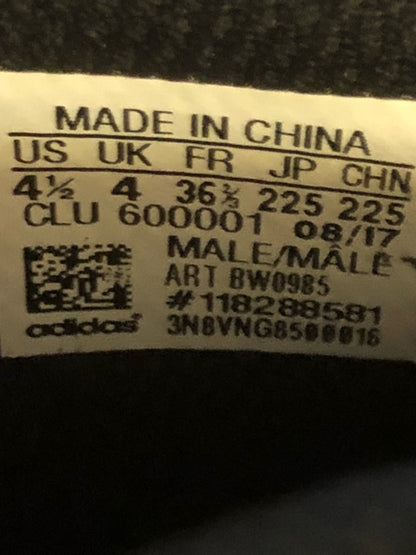 MADE IN CHINA
US UK FR JP CHN
4½ 4 36⅔ 225 225
CLU 600001 08/17
MALE/MÂLE
ART BW0985
#118288581
adidas 3N8VNG8500016